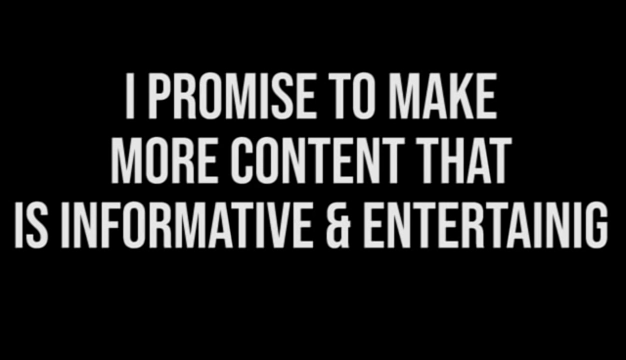 I PROMISE TO MAKE
MORE CONTENT THAT
IS INFORMATIVE & ENTERTAINIG